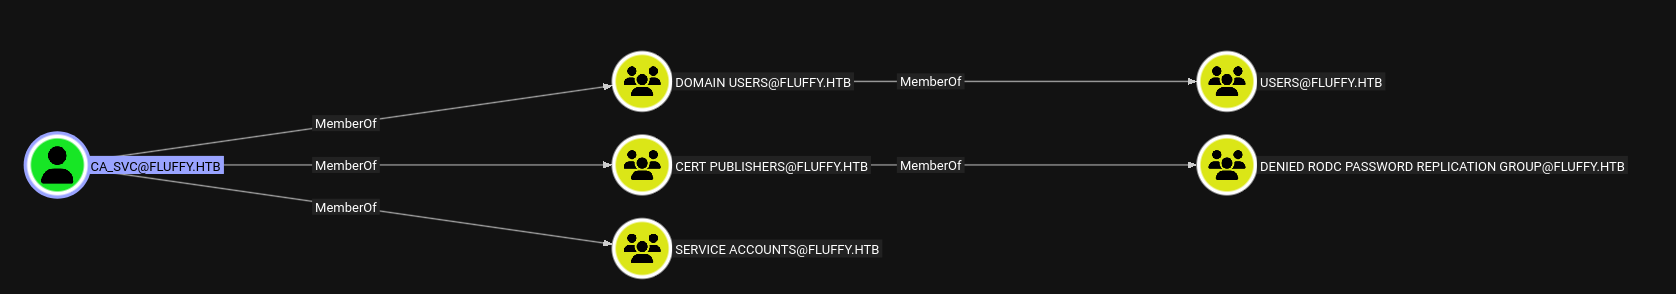 MemberOf
DOMAIN USERS@FLUFFY.HTB
MemberOf
USERS@FLUFFY.HTB
CA_SVC@FLUFFY.HTB
MemberOf
CERT PUBLISHERS@FLUFFY.HTB
MemberOf
DENIED RODC PASSWORD REPLICATION GROUP@FLUFFY.HTB
MemberOf
SERVICE ACCOUNTS@FLUFFY.HTB